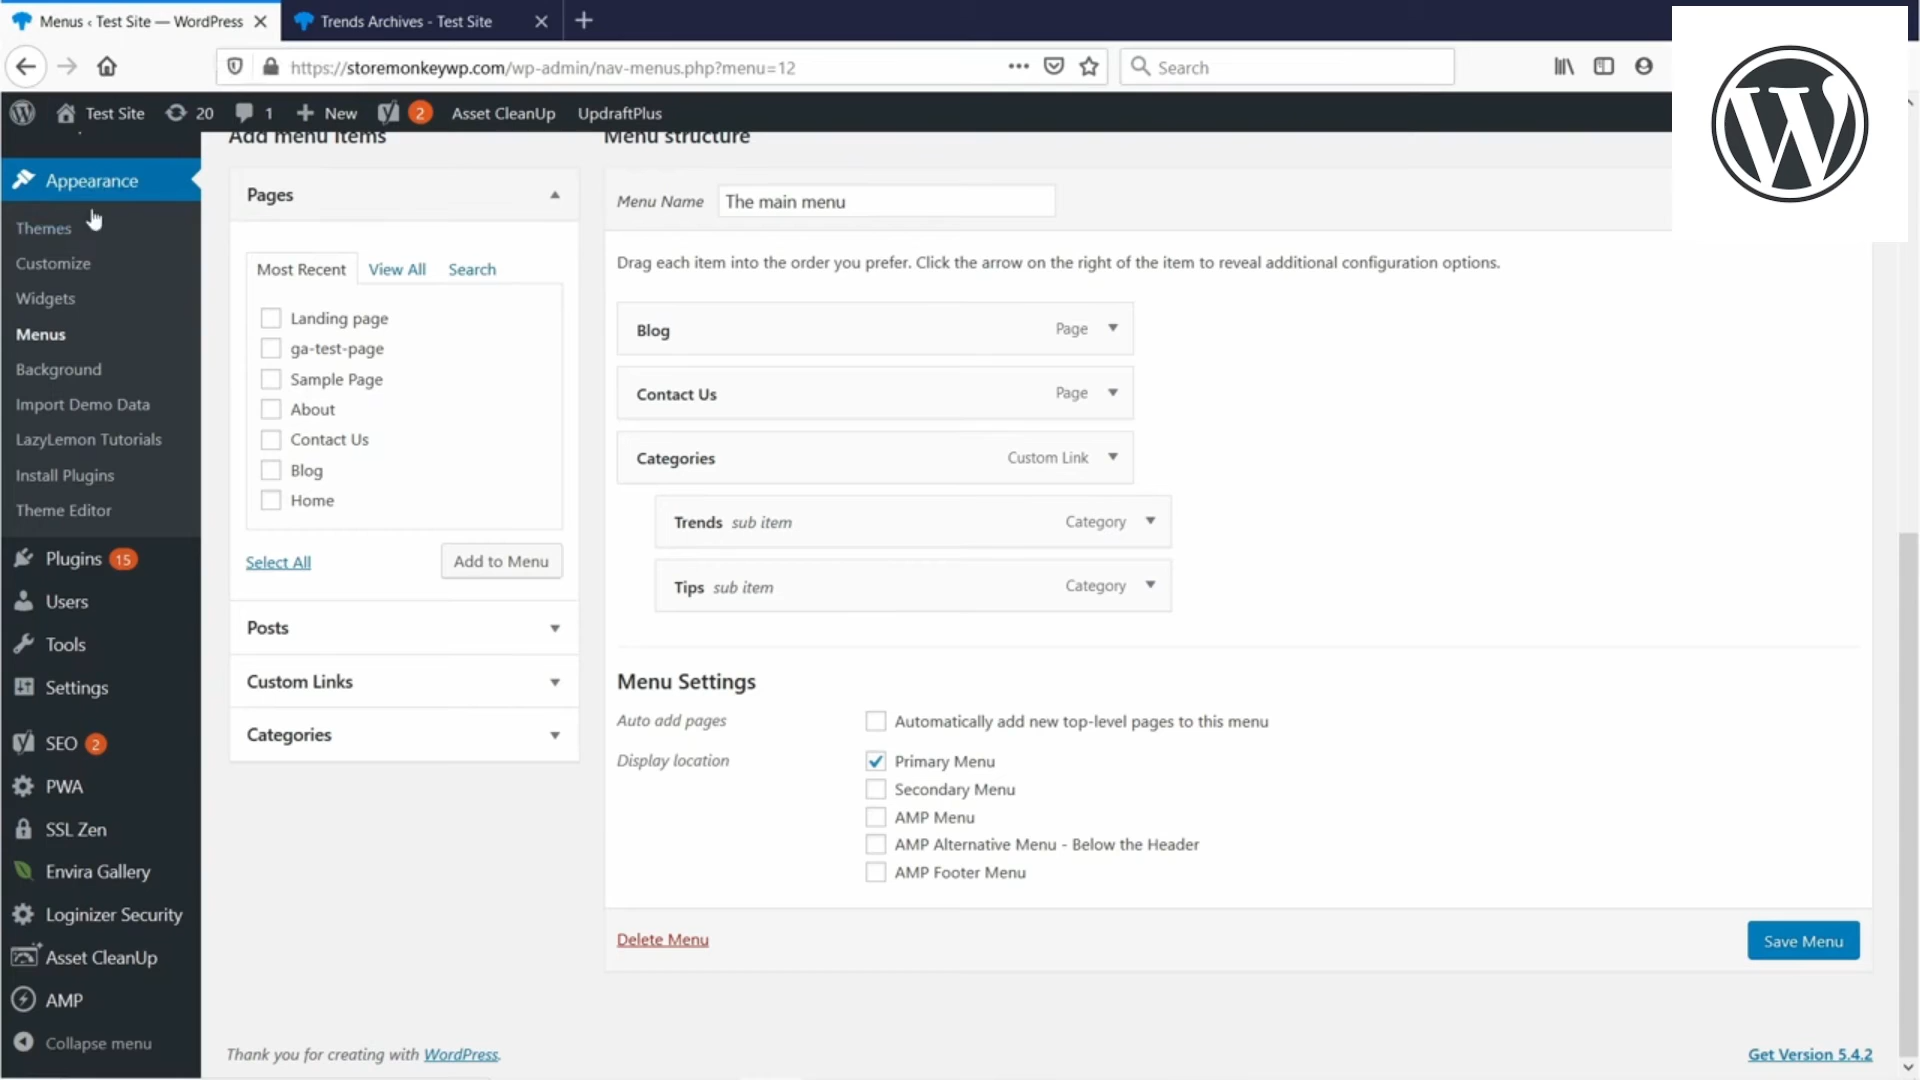 Menus ‹ Test Site — WordPress
Trends Archives - Test Site
https://storemonkeywp.com/wp-admin/nav-menus.php?menu=12
Search
Test Site
20
1
New
2
Asset CleanUp
UpdraftPlus
Appearance
Themes
Customize
Widgets
Menus
Background
Import Demo Data
LazyLemon Tutorials
Install Plugins
Theme Editor
Plugins 15
Users
Tools
Settings
SEO 2
PWA
SSL Zen
Envira Gallery
Loginizer Security
Asset CleanUp
AMP
Collapse menu
Add menu items
Pages
Most Recent
View All
Search
Landing page
ga-test-page
Sample Page
About
Contact Us
Blog
Home
Select All
Add to Menu
Posts
Custom Links
Categories
Menu structure
Menu Name
The main menu
Drag each item into the order you prefer. Click the arrow on the right of the item to reveal additional configuration options.
Blog Page
Contact Us Page
Categories Custom Link
Trends sub item Category
Tips sub item Category
Menu Settings
Auto add pages
Automatically add new top-level pages to this menu
Display location
Primary Menu
Secondary Menu
AMP Menu
AMP Alternative Menu - Below the Header
AMP Footer Menu
Delete Menu
Save Menu
Thank you for creating with WordPress.
Get Version 5.4.2